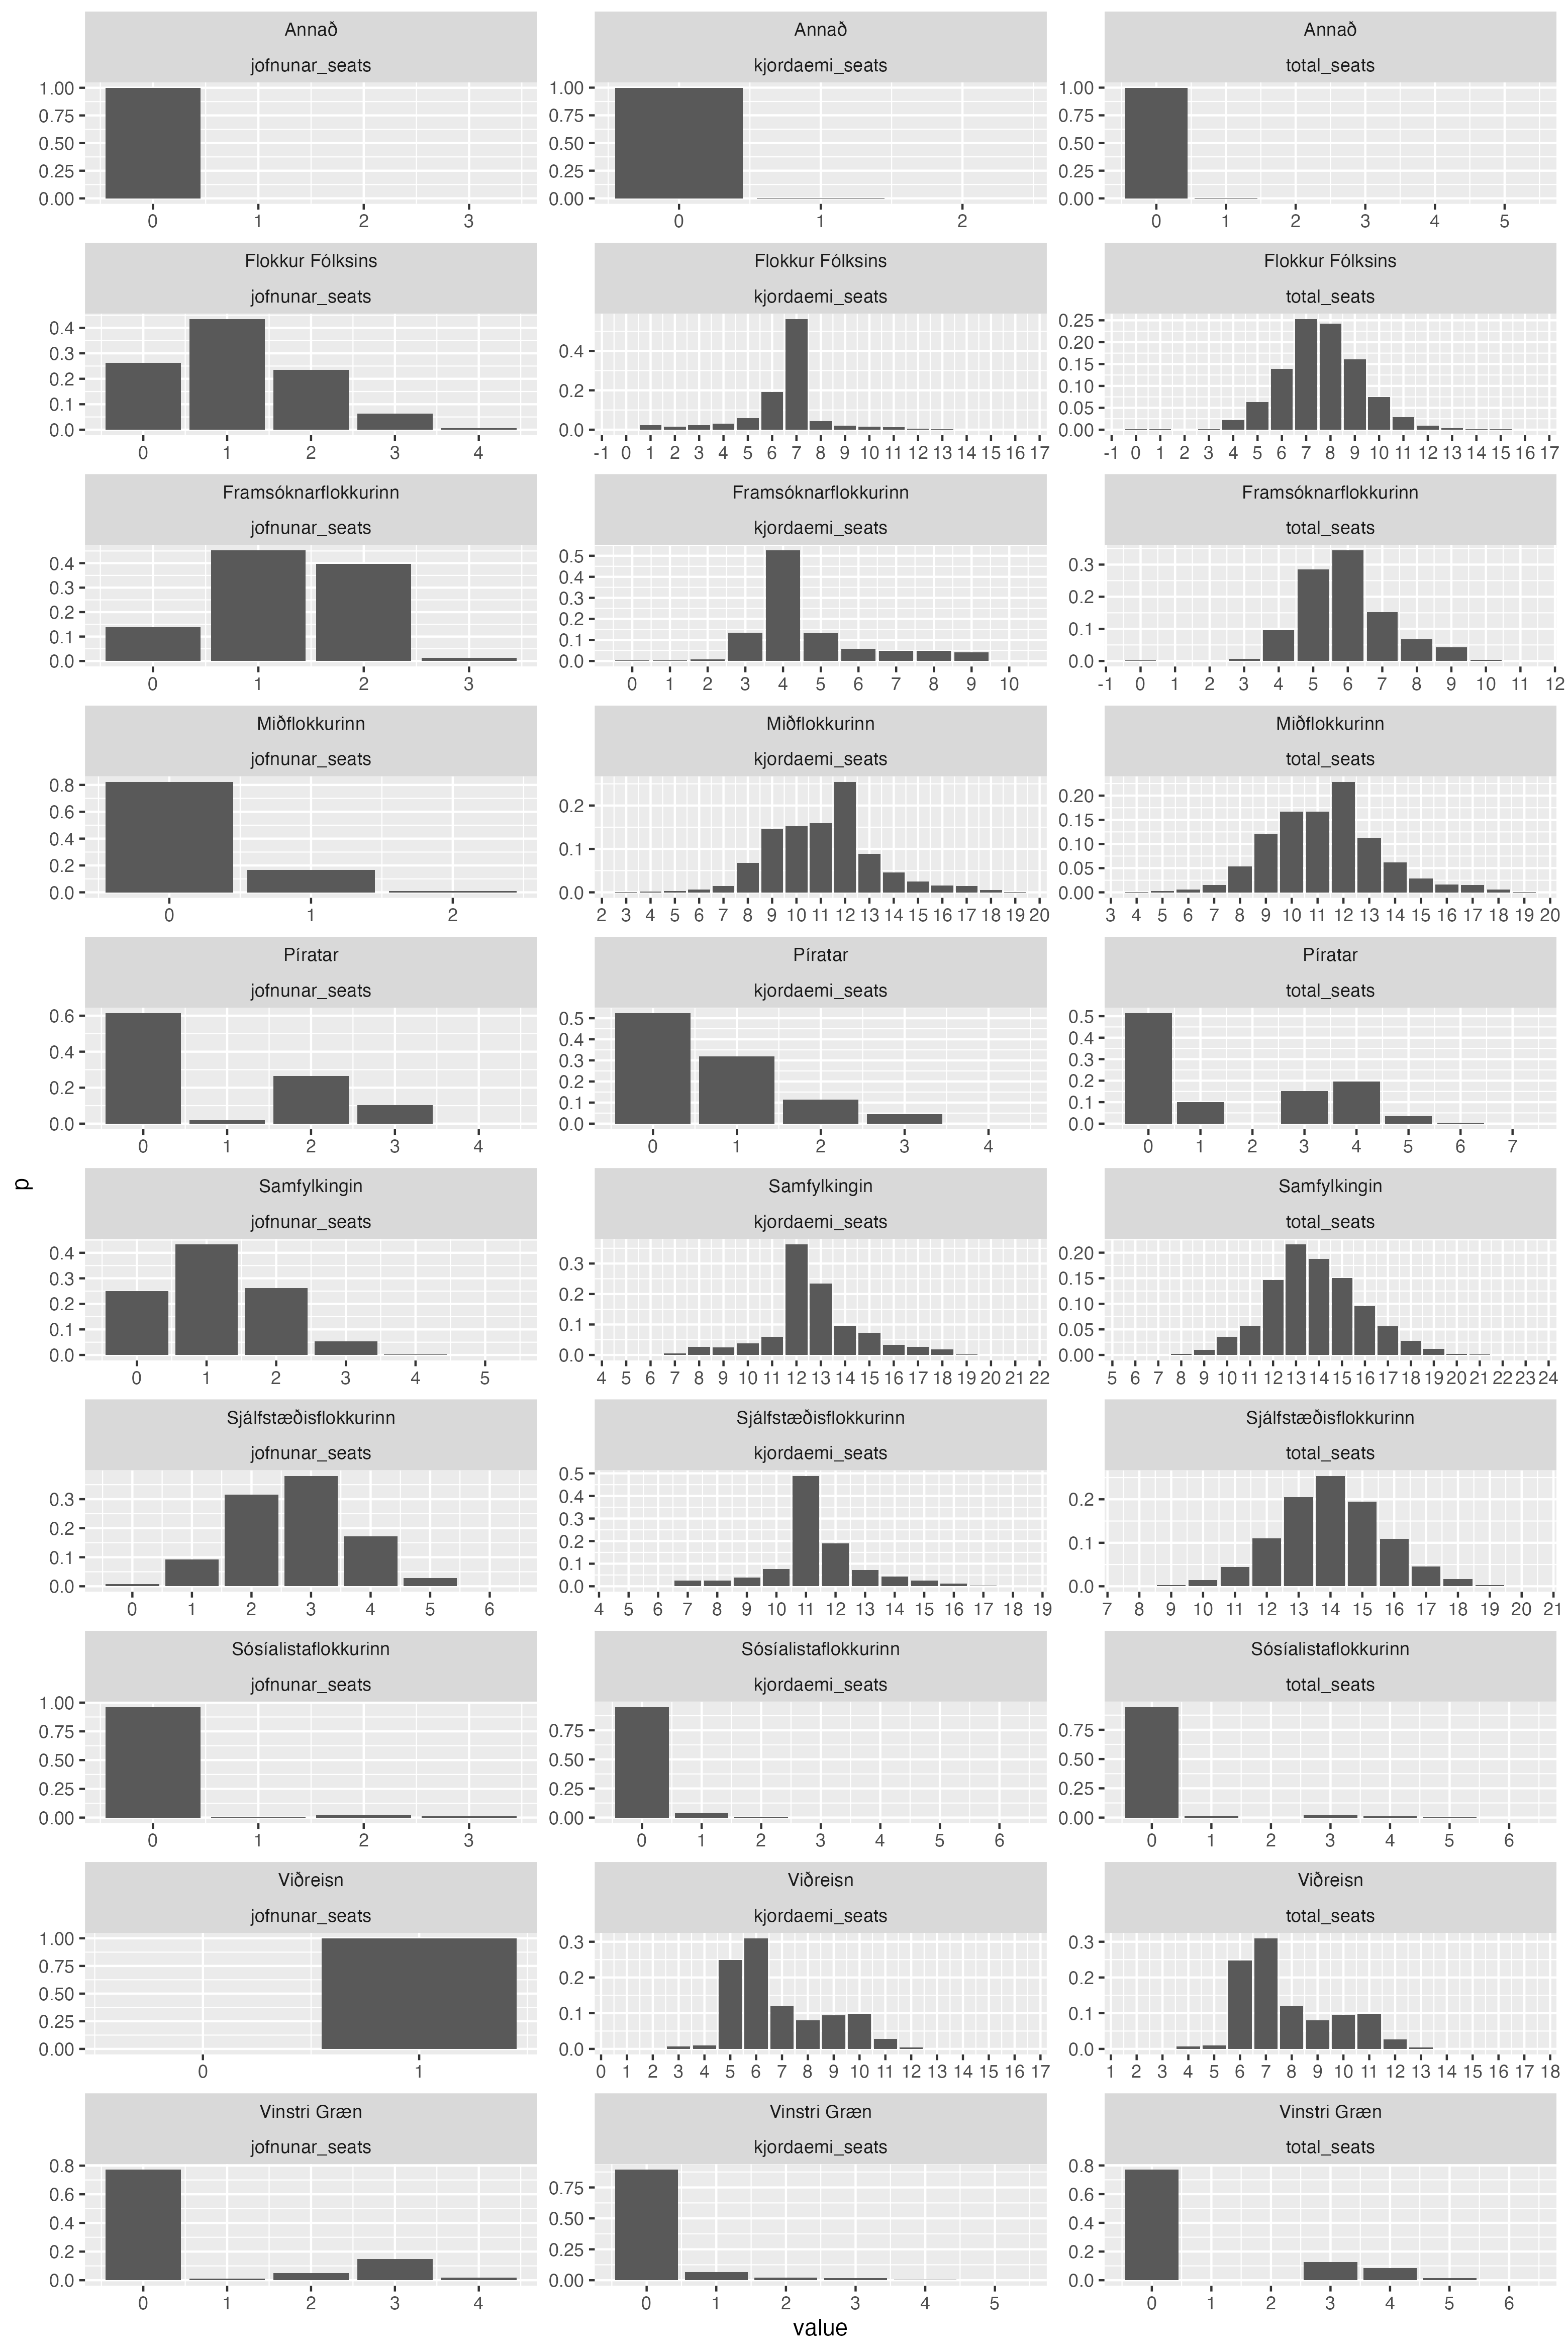 Annað Annað Annað
jofnunar_seats kjordaemi_seats total_seats
1.00 1.00 1.00
0.75 0.75 0.75
0.50 0.50 0.50
0.25 0.25 0.25
0.00 0.00 0.00
0 1 2 3 0 1 2 0 1 2 3 4 5
Flokkur Fólksins Flokkur Fólksins Flokkur Fólksins
jofnunar_seats kjordaemi_seats total_seats
0.4 0.3 0.2 0.1 0.0
0.4 0.2 0.0
0.25 0.20 0.15 0.10 0.05 0.00
0 1 2 3 4
-1 0 1 2 3 4 5 6 7 8 9 10 11 12 13 14 15 16 17
-1 0 1 2 3 4 5 6 7 8 9 10 11 12 13 14 15 16 17
Framsóknarflokkurinn Framsóknarflokkurinn Framsóknarflokkurinn
jofnunar_seats kjordaemi_seats total_seats
0.4 0.3 0.2 0.1 0.0
0.5 0.4 0.3 0.2 0.1 0.0
0.3 0.2 0.1 0.0
0 1 2 3
0 1 2 3 4 5 6 7 8 9 10
-1 0 1 2 3 4 5 6 7 8 9 10 11 12
Miðflokkurinn Miðflokkurinn Miðflokkurinn
jofnunar_seats kjordaemi_seats total_seats
0.8 0.6 0.4 0.2 0.0
0.2 0.1 0.0
0.20 0.15 0.10 0.05 0.00
0 1 2
2 3 4 5 6 7 8 9 10 11 12 13 14 15 16 17 18 19 20
3 4 5 6 7 8 9 10 11 12 13 14 15 16 17 18 19 20
Píratar Píratar Píratar
jofnunar_seats kjordaemi_seats total_seats
0.6 0.4 0.2 0.0
0.5 0.4 0.3 0.2 0.1 0.0
0.5 0.4 0.3 0.2 0.1 0.0
0 1 2 3 4
0 1 2 3 4
0 1 2 3 4 5 6 7
p
Samfylkingin Samfylkingin Samfylkingin
jofnunar_seats kjordaemi_seats total_seats
0.4 0.3 0.2 0.1 0.0
0.3 0.2 0.1 0.0
0.20 0.15 0.10 0.05 0.00
0 1 2 3 4 5
4 5 6 7 8 9 10 11 12 13 14 15 16 17 18 19 20 21 22
5 6 7 8 9 10 11 12 13 14 15 16 17 18 19 20 21 22 23 24
Sjálfstæðisflokkurinn Sjálfstæðisflokkurinn Sjálfstæðisflokkurinn
jofnunar_seats kjordaemi_seats total_seats
0.3 0.2 0.1 0.0
0.5 0.4 0.3 0.2 0.1 0.0
0.2 0.1 0.0
0 1 2 3 4 5 6
4 5 6 7 8 9 10 11 12 13 14 15 16 17 18 19
7 8 9 10 11 12 13 14 15 16 17 18 19 20 21
Sósíalistaflokkurinn Sósíalistaflokkurinn Sósíalistaflokkurinn
jofnunar_seats kjordaemi_seats total_seats
1.00 0.75 0.50 0.25 0.00
0.75 0.50 0.25 0.00
0.75 0.50 0.25 0.00
0 1 2 3
0 1 2 3 4 5 6
0 1 2 3 4 5 6
Viðreisn Viðreisn Viðreisn
jofnunar_seats kjordaemi_seats total_seats
1.00 0.75 0.50 0.25 0.00
0.3 0.2 0.1 0.0
0.3 0.2 0.1 0.0
0 1
0 1 2 3 4 5 6 7 8 9 10 11 12 13 14 15 16 17
1 2 3 4 5 6 7 8 9 10 11 12 13 14 15 16 17 18
Vinstri Græn Vinstri Græn Vinstri Græn
jofnunar_seats kjordaemi_seats total_seats
0.8 0.6 0.4 0.2 0.0
0.75 0.50 0.25 0.00
0.8 0.6 0.4 0.2 0.0
0 1 2 3 4
0 1 2 3 4 5
0 1 2 3 4 5 6
value